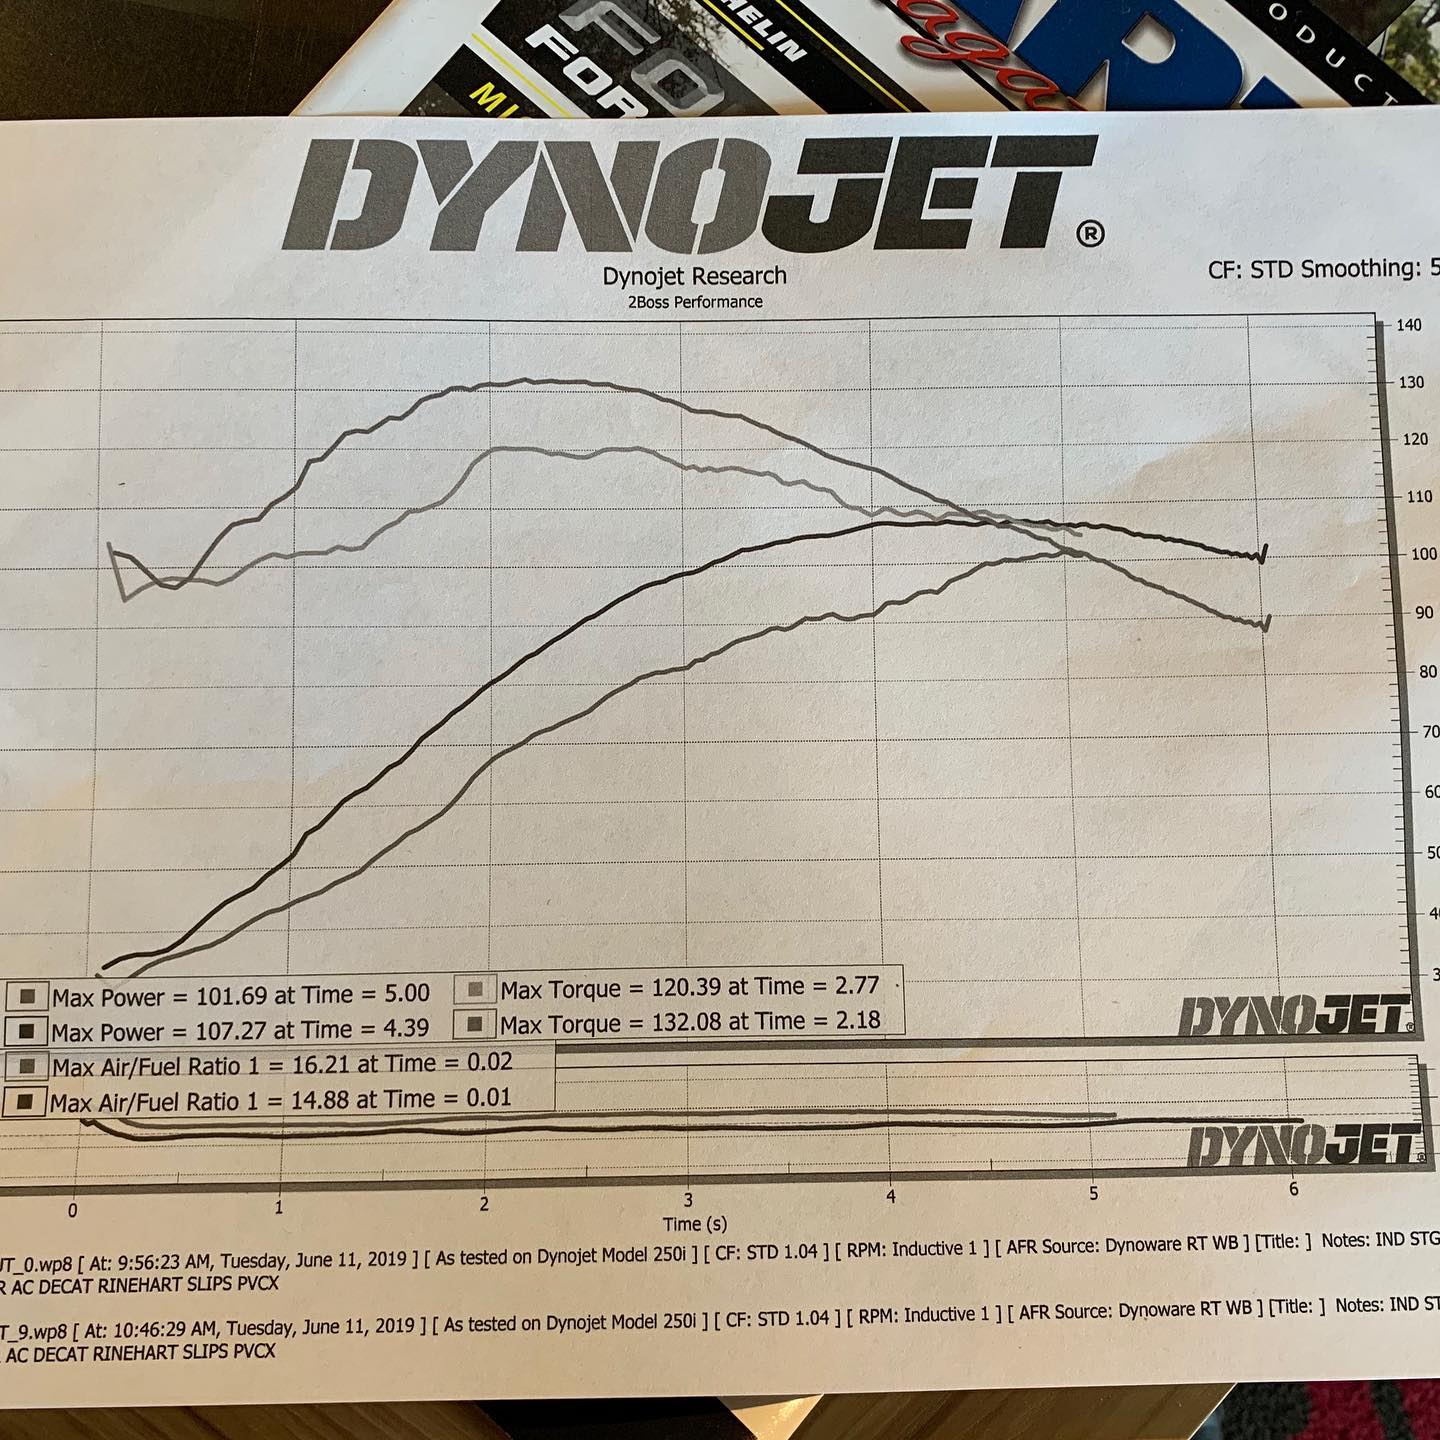 FOR
MICHELIN
DYNOJET®
Dynojet Research
2Boss Performance
CF: STD Smoothing: 5
140
130
120
110
100
90
80
70
60
50
40
3
Max Power = 101.69 at Time = 5.00
Max Torque = 120.39 at Time = 2.77
Max Power = 107.27 at Time = 4.39
Max Torque = 132.08 at Time = 2.18
DYNOJET®
Max Air/Fuel Ratio 1 = 16.21 at Time = 0.02
Max Air/Fuel Ratio 1 = 14.88 at Time = 0.01
DYNOJET®
0 1 2 3 4 5 6
Time (s)
UT_0.wp8 [ At: 9:56:23 AM, Tuesday, June 11, 2019 ] [ As tested on Dynojet Model 250i ] [ CF: STD 1.04 ] [ RPM: Inductive 1 ] [ AFR Source: Dynoware RT WB ] [Title: ] Notes: IND STG
R AC DECAT RINEHART SLIPS PVCX
T_9.wp8 [ At: 10:46:29 AM, Tuesday, June 11, 2019 ] [ As tested on Dynojet Model 250i ] [ CF: STD 1.04 ] [ RPM: Inductive 1 ] [ AFR Source: Dynoware RT WB ] [Title: ] Notes: IND ST
AC DECAT RINEHART SLIPS PVCX